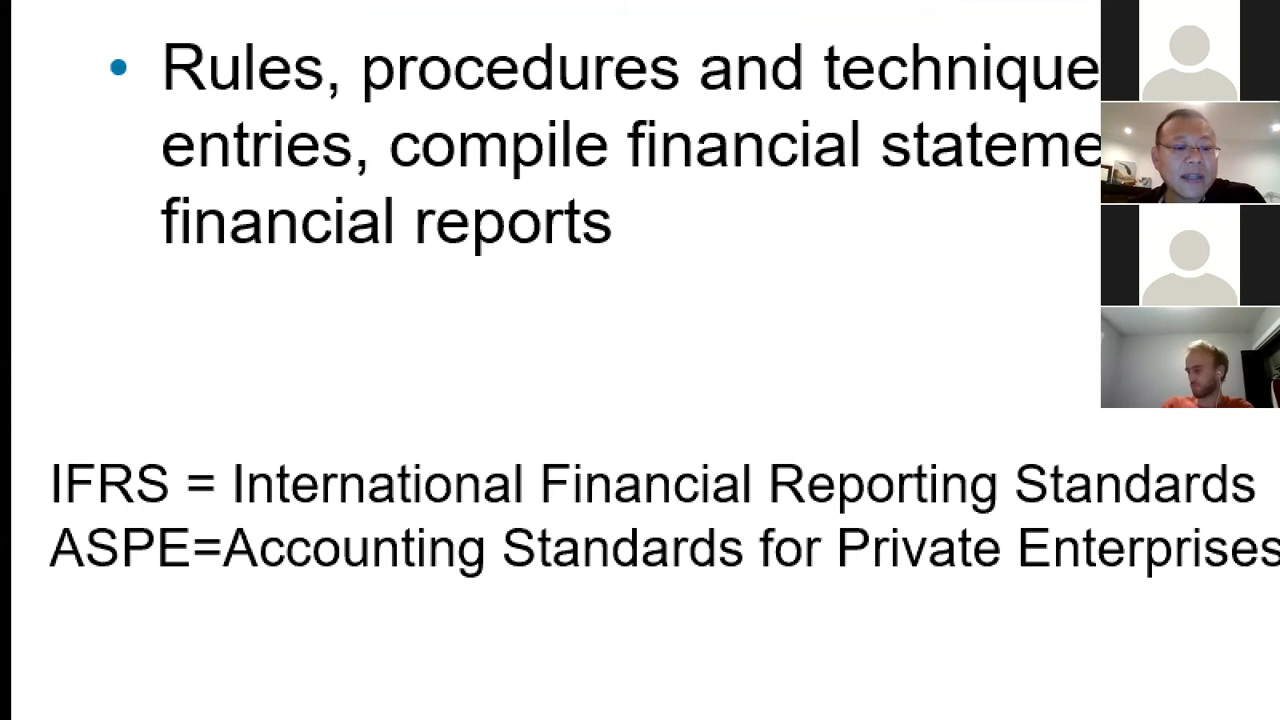 Rules, procedures and technique
entries, compile financial stateme
financial reports
IFRS = International Financial Reporting Standards
ASPE=Accounting Standards for Private Enterprises